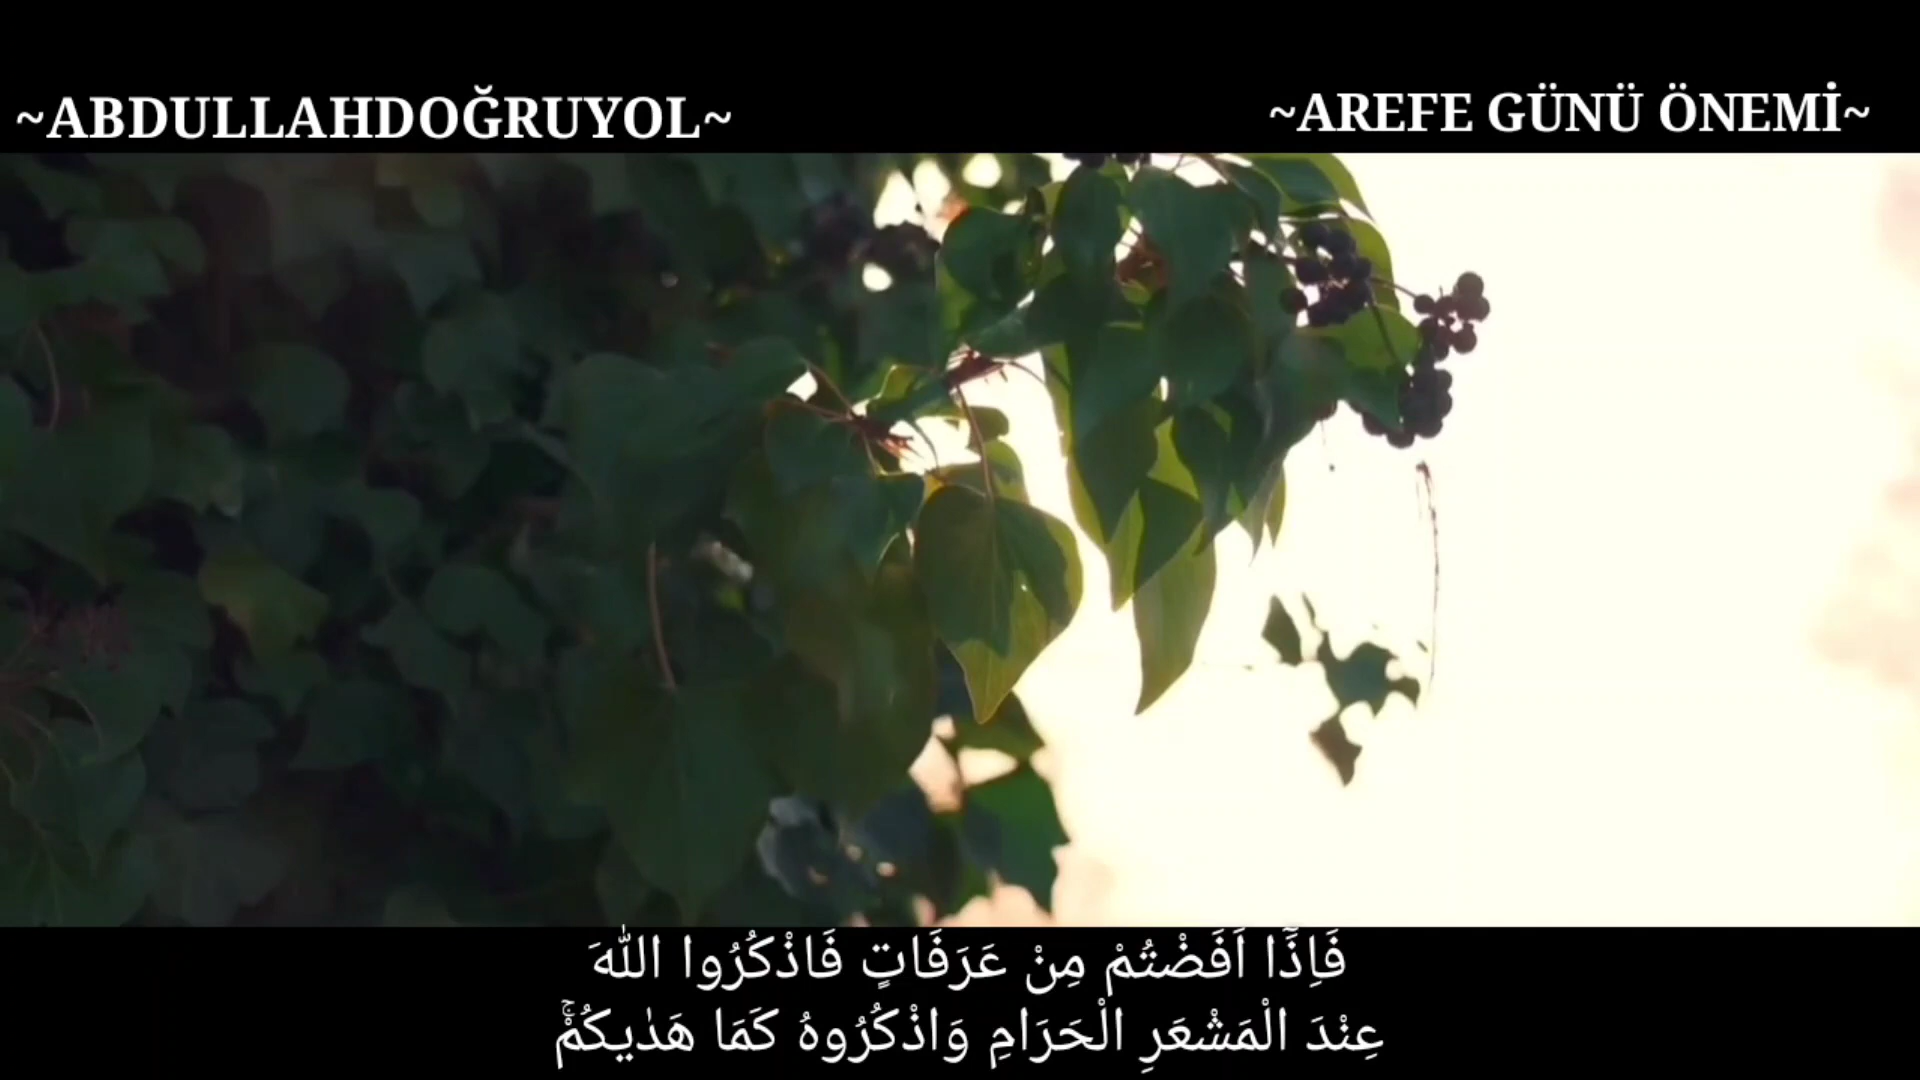 ~ABDULLAHDOĞRUYOL~
~AREFE GÜNÜ ÖNEMİ~
فَاِذَٓا اَفَضْتُمْ مِنْ عَرَفَاتٍ فَاذْكُرُوا اللّٰهَ
عِنْدَ الْمَشْعَرِ الْحَرَامِ وَاذْكُرُوهُ كَمَا هَدٰيكُمْۚ